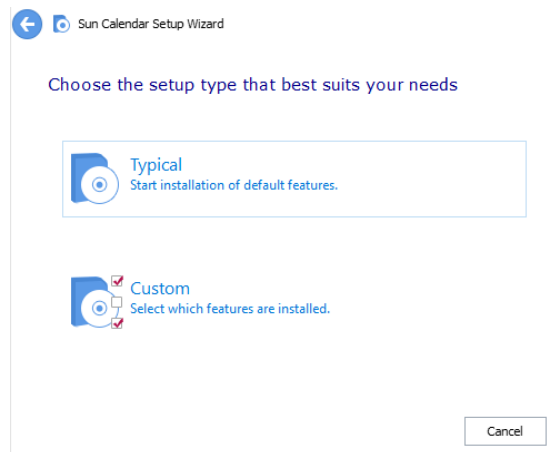 Sun Calendar Setup Wizard
Choose the setup type that best suits your needs
Typical
Start installation of default features.
Custom
Select which features are installed.
Cancel